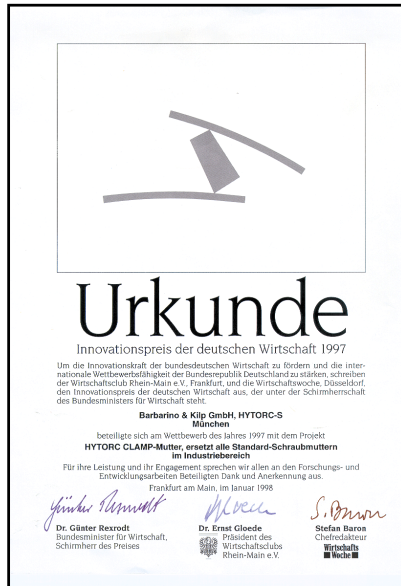 Urkunde
Innovationspreis der deutschen Wirtschaft 1997
Um die Innovationskraft der bundesdeutschen Wirtschaft zu fördern und die inter-
nationale Wettbewerbsfähigkeit der Bundesrepublik Deutschland zu stärken, schreiben
der Wirtschaftsclub Rhein-Main e.V., Frankfurt, und die Wirtschaftswoche, Düsseldorf,
den Innovationspreis der deutschen Wirtschaft aus, der unter der Schirmherrschaft
des Bundesministers für Wirtschaft steht.
Barbarino & Kilp GmbH, HYTORC-S
München
beteiligte sich am Wettbewerb des Jahres 1997 mit dem Projekt
HYTORC CLAMP-Mutter, ersetzt alle Standard-Schraubmuttern
im Industriebereich
Für ihre Leistung und ihr Engagement sprechen wir allen an den Forschungs- und
Entwicklungsarbeiten Beteiligten Dank und Anerkennung aus.
Frankfurt am Main, im Januar 1998
Günter Rexrodt
Gloede
S. Baron
Dr. Günter Rexrodt
Bundesminister für Wirtschaft,
Schirmherr des Preises
Dr. Ernst Gloede
Präsident des
Wirtschaftsclubs
Rhein-Main e.V.
Stefan Baron
Chefredakteur
Wirtschafts
Woche